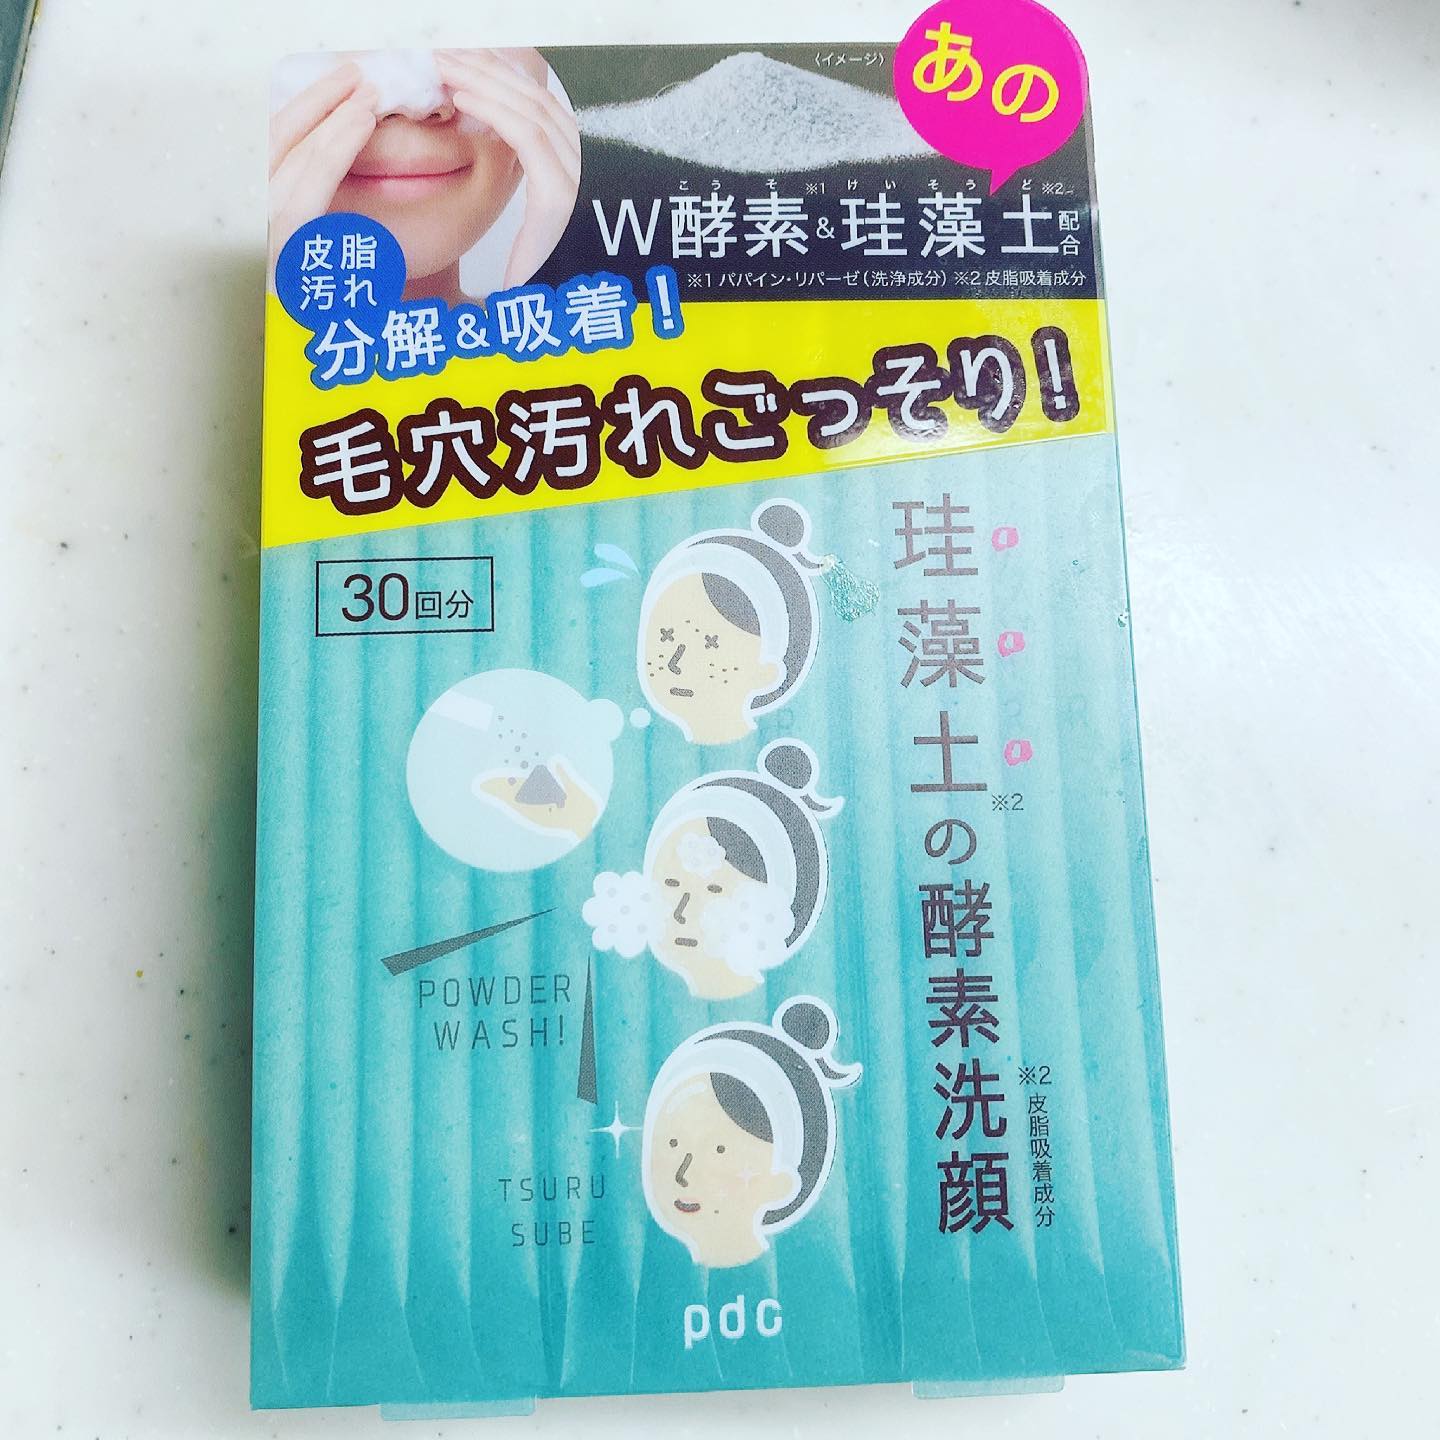 あの
〈イメージ〉
こうそ けいそうど
W酵素※1&珪藻土※2配合
※1 パパイン・リパーゼ(洗浄成分) ※2 皮脂吸着成分
皮脂
汚れ
分解&吸着!
毛穴汚れごっそり!
30回分
珪藻土※2の酵素洗顔
※2 皮脂吸着成分
POWDER
WASH!
TSURU
SUBE
pdc